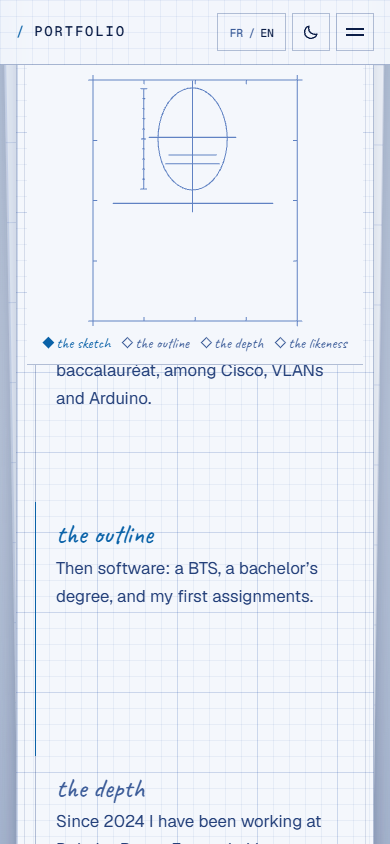 / PORTFOLIO
FR / EN
the sketch the outline the depth the likeness
baccalauréat, among Cisco, VLANs
and Arduino.
the outline
Then software: a BTS, a bachelor's
degree, and my first assignments.
the depth
Since 2024 I have been working at